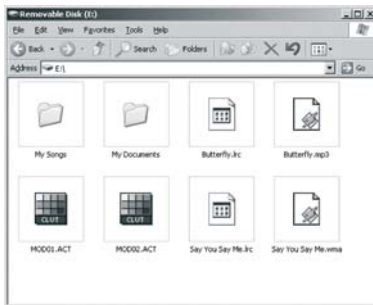 Removable Disk (E:)
File Edit View Favorites Tools Help
Back Search Folders
Address E:\ Go
My Songs My Documents Butterfly.lrc Butterfly.mp3
CLUT CLUT
MOD01.ACT MOD02.ACT Say You Say Me.lrc Say You Say Me.wma